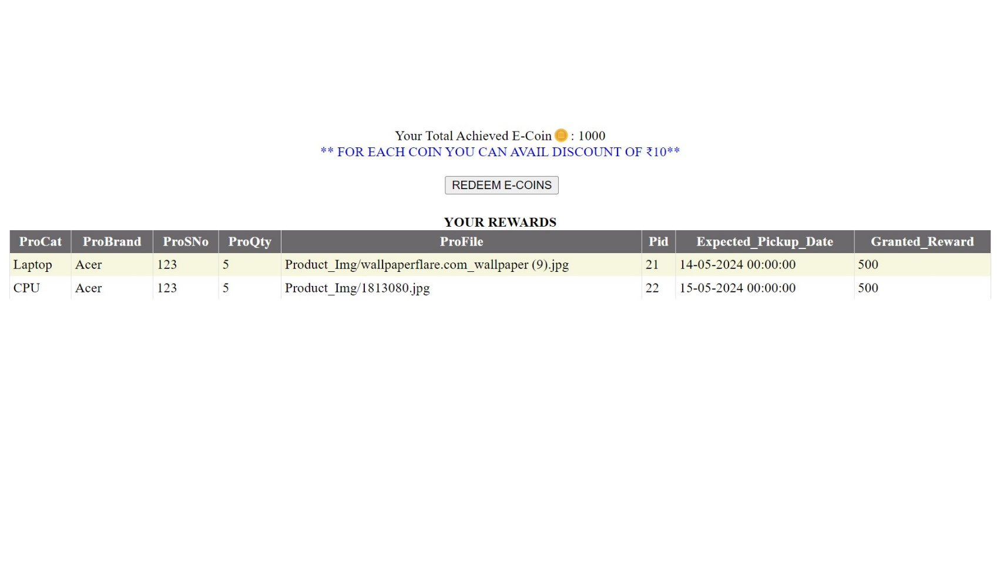 Your Total Achieved E-Coin : 1000
** FOR EACH COIN YOU CAN AVAIL DISCOUNT OF ₹10**
REDEEM E-COINS
YOUR REWARDS
ProCat ProBrand ProSNo ProQty ProFile Pid Expected_Pickup_Date Granted_Reward
Laptop Acer 123 5 Product_Img/wallpaperflare.com_wallpaper (9).jpg 21 14-05-2024 00:00:00 500
CPU Acer 123 5 Product_Img/1813080.jpg 22 15-05-2024 00:00:00 500